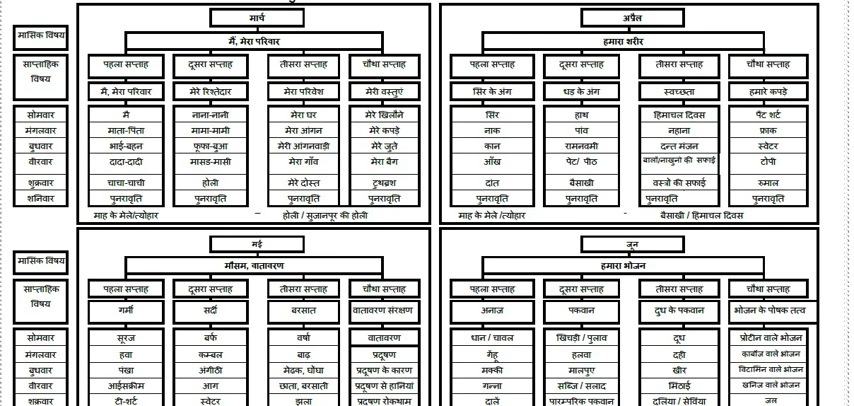 मार्च
मासिक विषय
मैं, मेरा परिवार
साप्ताहिक विषय पहला सप्ताह दूसरा सप्ताह तीसरा सप्ताह चौथा सप्ताह
मैं, मेरा परिवार मेरे रिश्तेदार मेरा परिवेश मेरी वस्तुएं
सोमवार मैं नाना-नानी मेरा घर मेरे खिलौने
मंगलवार माता-पिता मामा-मामी मेरा आंगन मेरे कपड़े
बुधवार भाई-बहन फूफा-बुआ मेरी आंगनवाड़ी मेरे जुते
वीरवार दादा-दादी मासड-मासी मेरा गाँव मेरा बैग
शुक्रवार चाचा-चाची होली मेरे दोस्त टुथब्रश
शनिवार पुनरावृति पुनरावृति पुनरावृति पुनरावृति
माह के मेले/त्योहार – होली / सुजानपूर की होली
अप्रैल
हमारा शरीर
पहला सप्ताह दूसरा सप्ताह तीसरा सप्ताह चौथा सप्ताह
सिर के अंग धड़ के अंग स्वच्छता हमारे कपड़े
सिर हाथ हिमाचल दिवस पैंट शर्ट
नाक पांव नहाना फ्राक
कान रामनवमी दन्त मंजन स्वेटर
आँख पेट/ पीठ बालों/नाखुनों की सफाई टोपी
दांत बैसाखी वस्त्रों की सफाई रुमाल
पुनरावृति पुनरावृति पुनरावृति पुनरावृति
माह के मेले /त्योहार - बैसाखी / हिमाचल दिवस
मई
मासिक विषय
मौसम, वातावरण
साप्ताहिक विषय पहला सप्ताह दूसरा सप्ताह तीसरा सप्ताह चौथा सप्ताह
गर्मी सर्दी बरसात वातावरण संरक्षण
सोमवार सूरज बर्फ वर्षा वातावरण
मंगलवार हवा कम्बल बाढ़ प्रदूषण
बुधवार पंखा अंगीठी मेंढक, घोंघा प्रदूषण के कारण
वीरवार आईसक्रीम आग छाता, बरसाती प्रदूषण से हानियां
शुक्रवार टी-शर्ट स्वेटर झूला प्रदूषण रोकथाम
जून
हमारा भोजन
पहला सप्ताह दूसरा सप्ताह तीसरा सप्ताह चौथा सप्ताह
अनाज पकवान दुध के पकवान भोजन के पोषक तत्व
धान / चावल खिचड़ी / पुलाव दूध प्रोटीन वाले भोजन
गेहू हलवा दही कार्बोज वाले भोजन
मक्की मालपुए खीर विटामिन वाले भोजन
गन्ना सब्जि / सलाद मिठाई खनिज वाले भोजन
दालें पारम्परिक पकवान दलिया / सेवियां जल